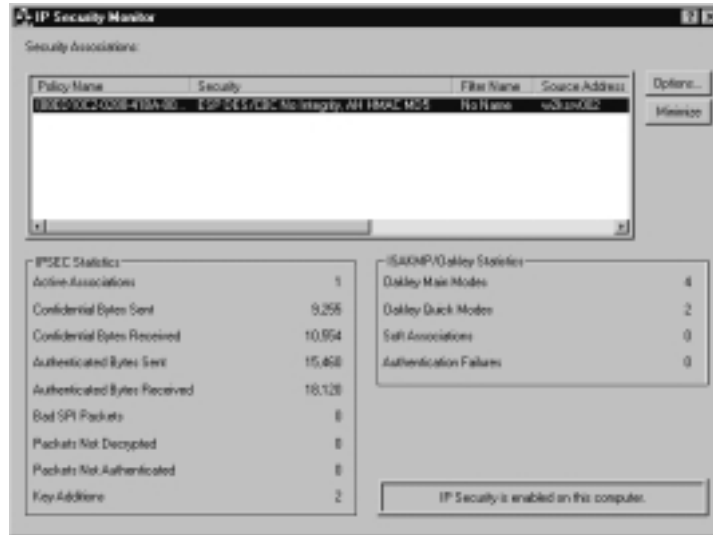 IP Security Monitor
Security Associations:
Policy Name Security Filter Name Source Address
ESP DES/CBC No Integrity, AH HMAC MD5 No Name
Options...
Minimize
IPSEC Statistics
Active Associations 1
Confidential Bytes Sent 9,255
Confidential Bytes Received 10,554
Authenticated Bytes Sent 15,460
Authenticated Bytes Received 18,120
Bad SPI Packets 0
Packets Not Decrypted 0
Packets Not Authenticated 0
Key Additions 2
ISAKMP/Oakley Statistics
Oakley Main Modes 4
Oakley Quick Modes 2
Soft Associations 0
Authentication Failures 0
IP Security is enabled on this computer.